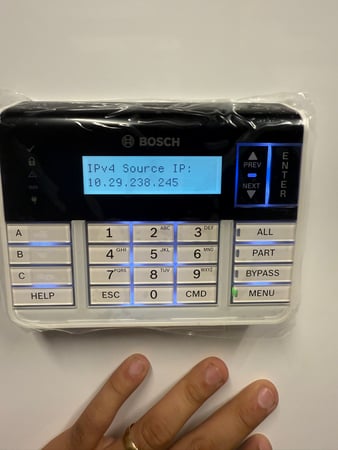 BOSCH
IPv4 Source IP:
10.29.238.245
PREV
NEXT
ENTER
A
1
2 ABC
3 DEF
ALL
B
4 GHI
5 JKL
6 MNO
PART
C
7 PQRS
8 TUV
9 WXYZ
BYPASS
HELP
ESC
0
CMD
MENU